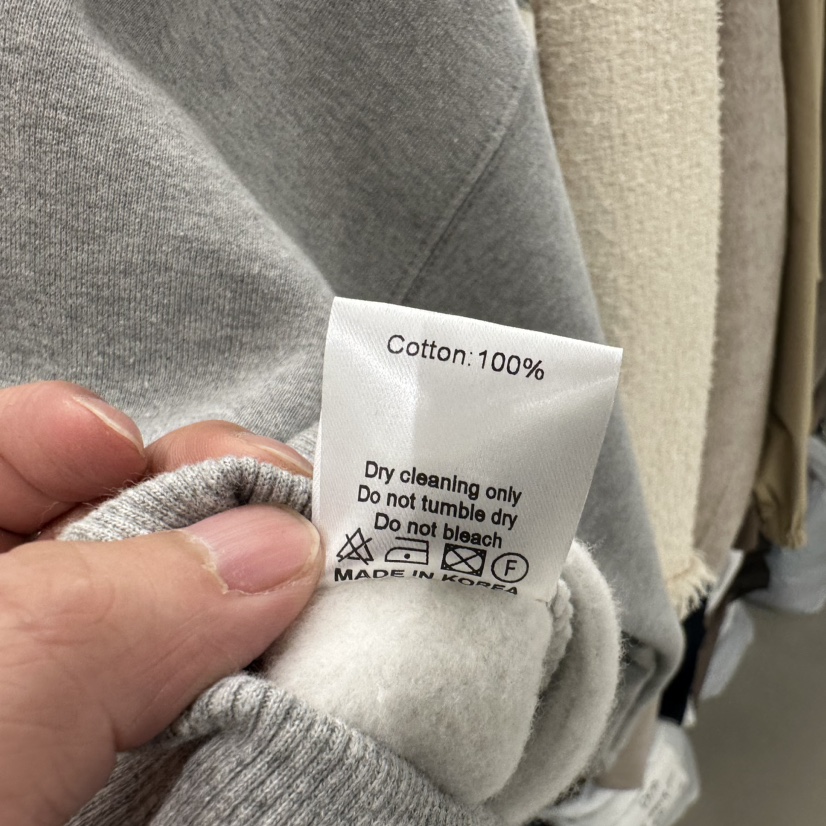 Cotton:100%
Dry cleaning only
Do not tumble dry
Do not bleach
F
MADE IN KOREA